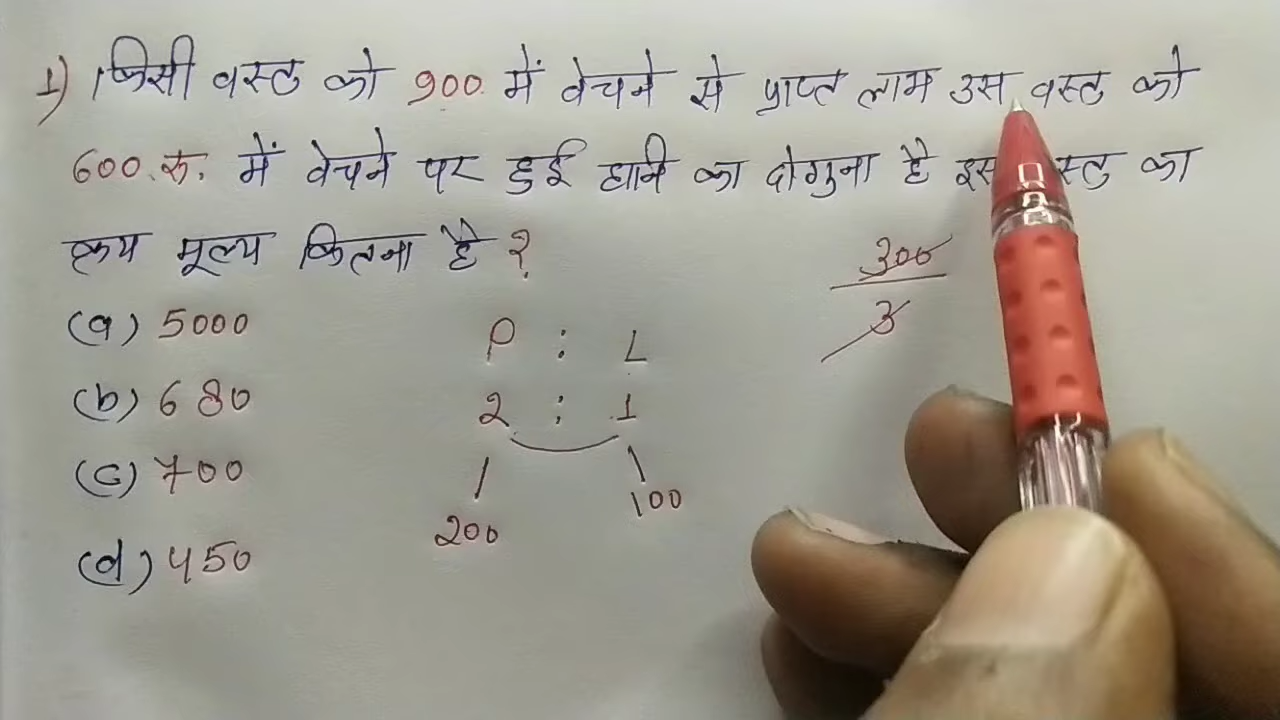 1) किसी वस्तु को 900 में बेचने से प्राप्त लाभ उस वस्तु को
600 रु. में बेचने पर हुई हानि का दोगुना है इस वस्तु का
क्रय मूल्य कितना है ?
(a) 5000
(b) 680
(c) 700
(d) 450
P : L
2 : 1
200 100
300
3